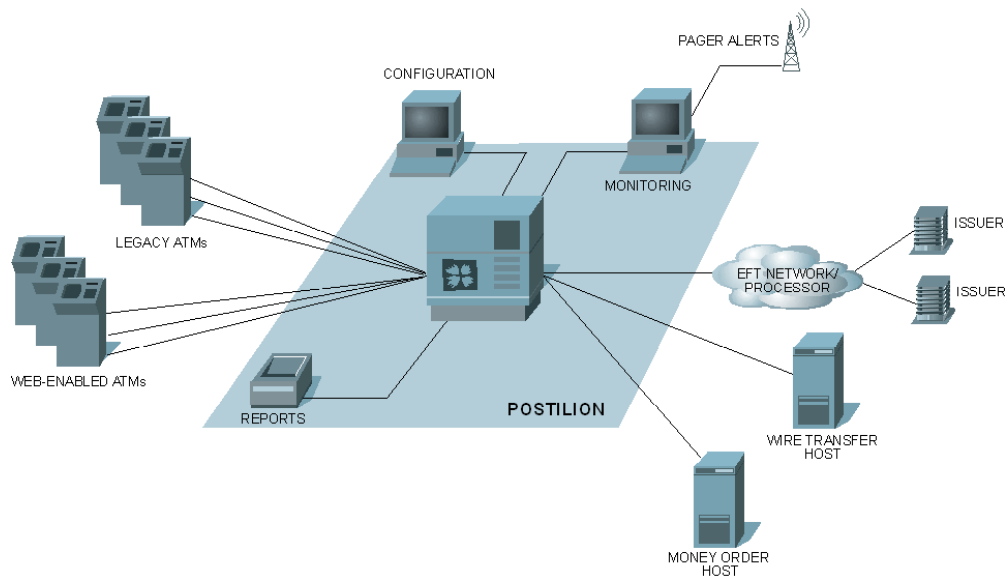 PAGER ALERTS
CONFIGURATION
MONITORING
LEGACY ATMs
ISSUER
EFT NETWORK/
PROCESSOR
ISSUER
WEB-ENABLED ATMs
REPORTS
POSTILION
WIRE TRANSFER
HOST
MONEY ORDER
HOST